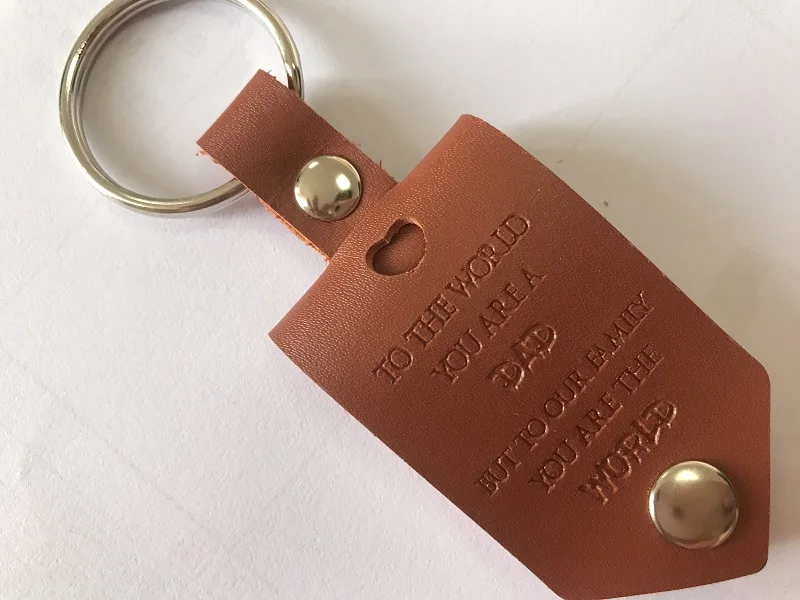 TO THE WORLD
YOU ARE A
DAD
BUT TO OUR FAMILY
YOU ARE THE
WORLD